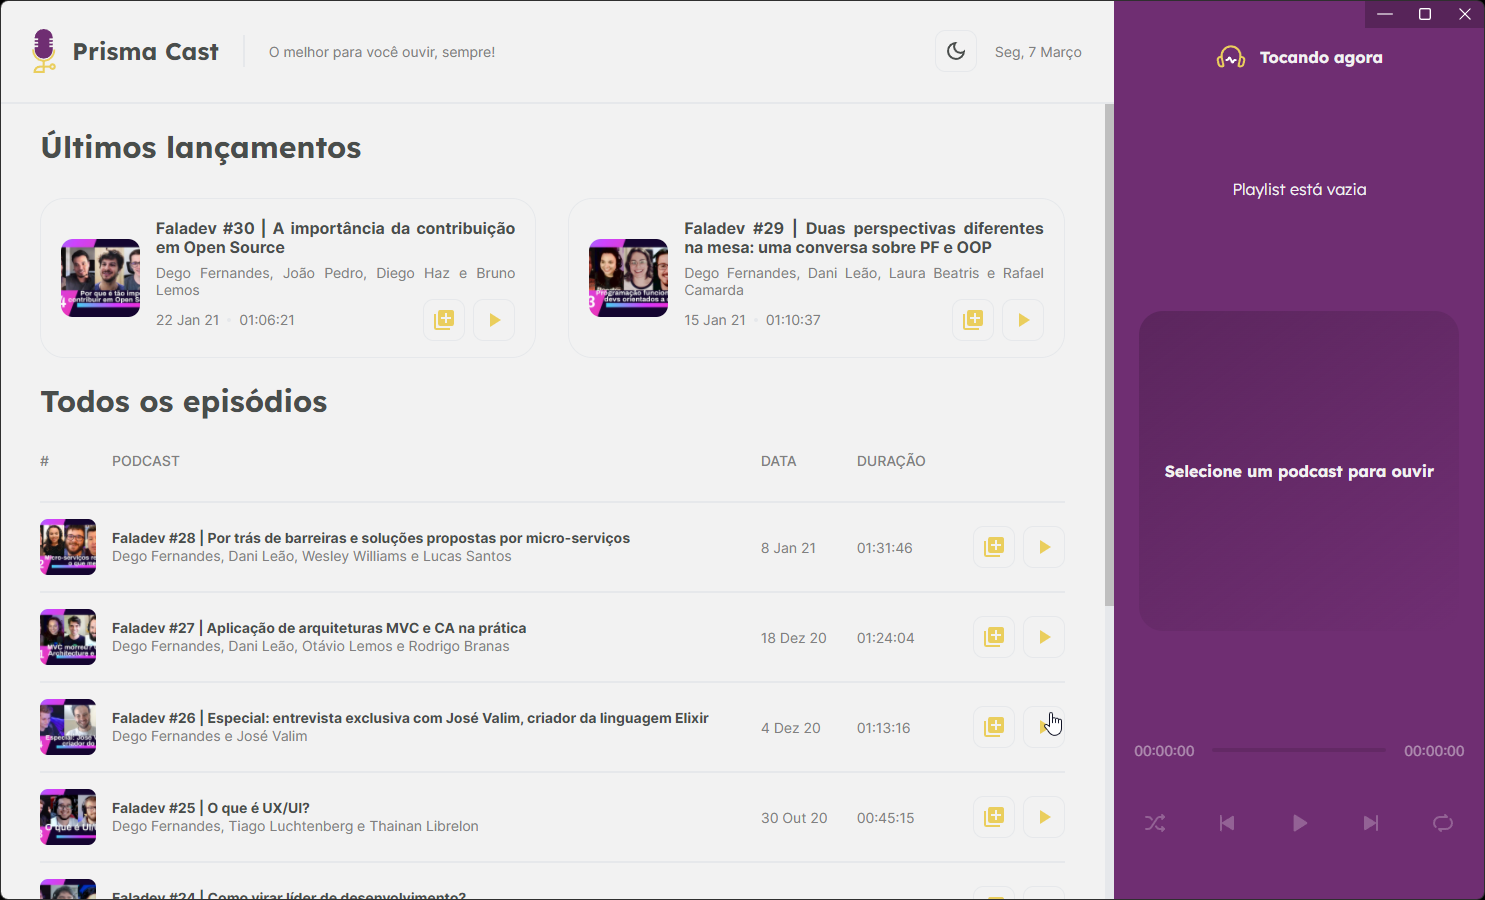 Prisma Cast
O melhor para você ouvir, sempre!
Seg, 7 Março
Tocando agora
Últimos lançamentos
Faladev #30 | A importância da contribuição
em Open Source
Dego Fernandes, João Pedro, Diego Haz e Bruno
Lemos
22 Jan 21 • 01:06:21
Faladev #29 | Duas perspectivas diferentes
na mesa: uma conversa sobre PF e OOP
Dego Fernandes, Dani Leão, Laura Beatris e Rafael
Camarda
15 Jan 21 • 01:10:37
Todos os episódios
# PODCAST DATA DURAÇÃO
Faladev #28 | Por trás de barreiras e soluções propostas por micro-serviços
Dego Fernandes, Dani Leão, Wesley Williams e Lucas Santos
8 Jan 21 01:31:46
Faladev #27 | Aplicação de arquiteturas MVC e CA na prática
Dego Fernandes, Dani Leão, Otávio Lemos e Rodrigo Branas
18 Dez 20 01:24:04
Faladev #26 | Especial: entrevista exclusiva com José Valim, criador da linguagem Elixir
Dego Fernandes e José Valim
4 Dez 20 01:13:16
Faladev #25 | O que é UX/UI?
Dego Fernandes, Tiago Luchtenberg e Thainan Librelon
30 Out 20 00:45:15
Faladev #24 | Como virar líder de desenvolvimento?
Playlist está vazia
Selecione um podcast para ouvir
00:00:00 00:00:00